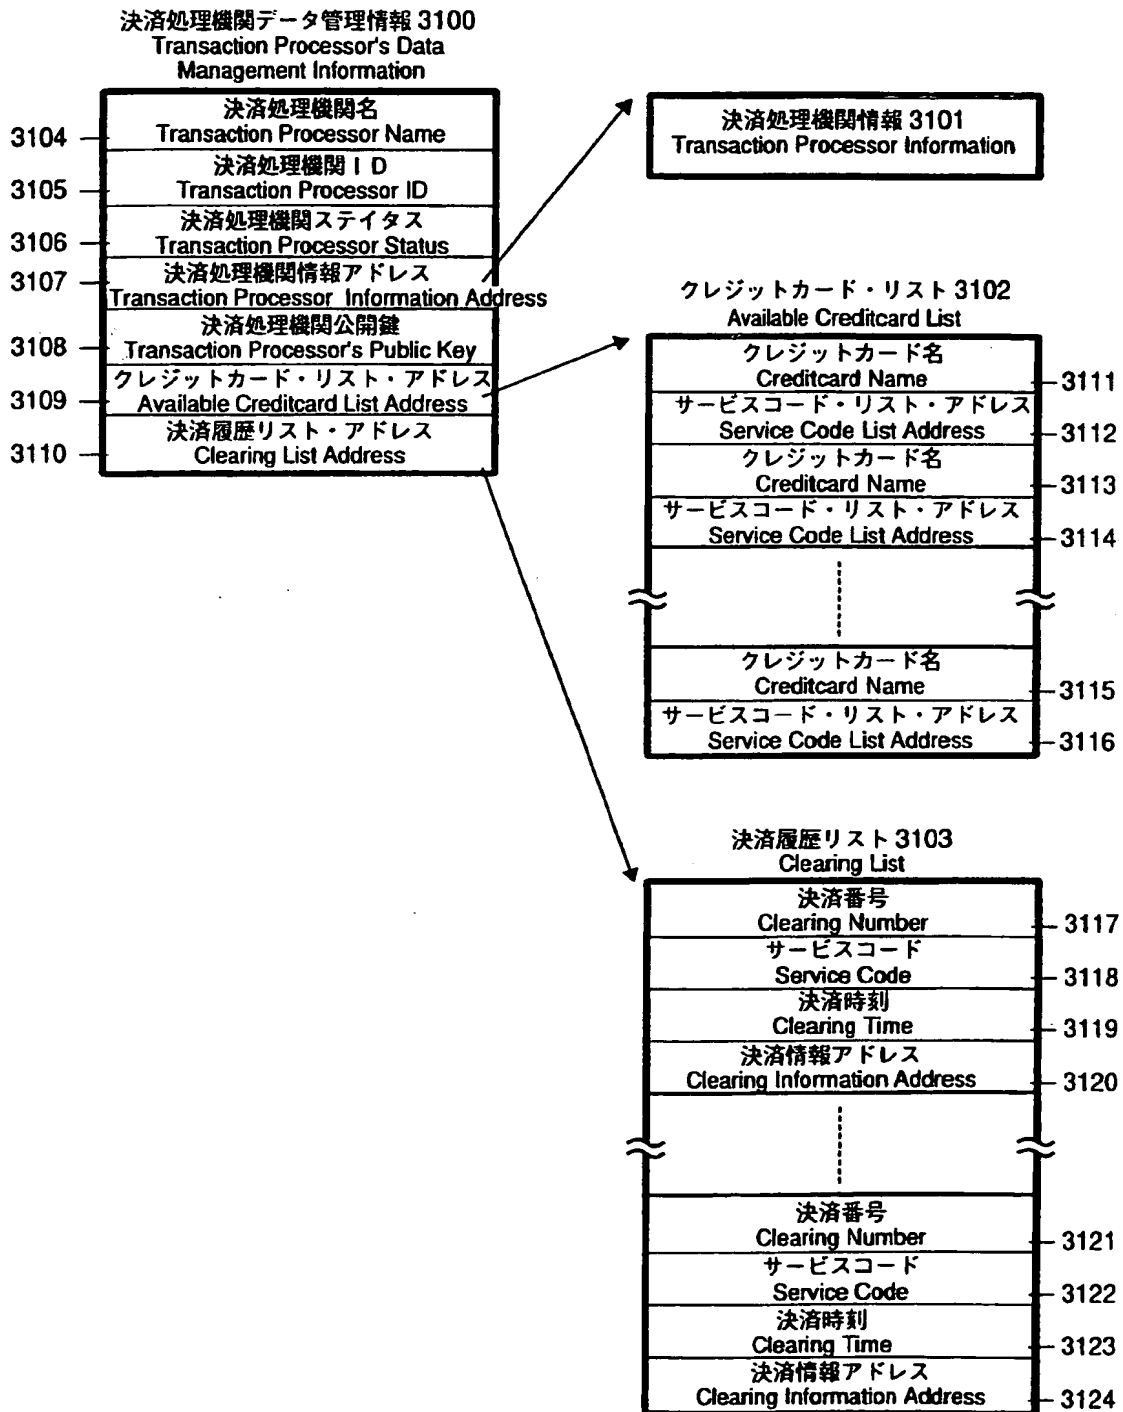 決済処理機関データ管理情報 3100
Transaction Processor's Data
Management Information
決済処理機関名
3104
Transaction Processor Name
決済処理機関ＩＤ
3105
Transaction Processor ID
決済処理機関ステイタス
3106
Transaction Processor Status
決済処理機関情報アドレス
3107
Transaction Processor Information Address
決済処理機関公開鍵
3108
Transaction Processor's Public Key
クレジットカード・リスト・アドレス
3109
Available Creditcard List Address
決済履歴リスト・アドレス
3110
Clearing List Address
決済処理機関情報 3101
Transaction Processor Information
クレジットカード・リスト 3102
Available Creditcard List
クレジットカード名
Creditcard Name
3111
サービスコード・リスト・アドレス
Service Code List Address
3112
クレジットカード名
Creditcard Name
3113
サービスコード・リスト・アドレス
Service Code List Address
3114
クレジットカード名
Creditcard Name
3115
サービスコード・リスト・アドレス
Service Code List Address
3116
決済履歴リスト 3103
Clearing List
決済番号
Clearing Number
3117
サービスコード
Service Code
3118
決済時刻
Clearing Time
3119
決済情報アドレス
Clearing Information Address
3120
決済番号
Clearing Number
3121
サービスコード
Service Code
3122
決済時刻
Clearing Time
3123
決済情報アドレス
Clearing Information Address
3124